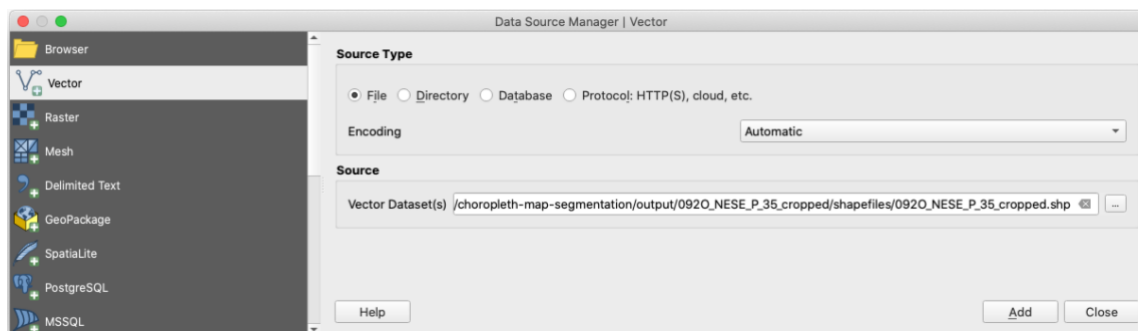 Data Source Manager | Vector
Browser
Vector
Raster
Mesh
Delimited Text
GeoPackage
SpatiaLite
PostgreSQL
MSSQL
Source Type
File Directory Database Protocol: HTTP(S), cloud, etc.
Encoding Automatic
Source
Vector Dataset(s) /choropleth-map-segmentation/output/092O_NESE_P_35_cropped/shapefiles/092O_NESE_P_35_cropped.shp ...
Help Add Close